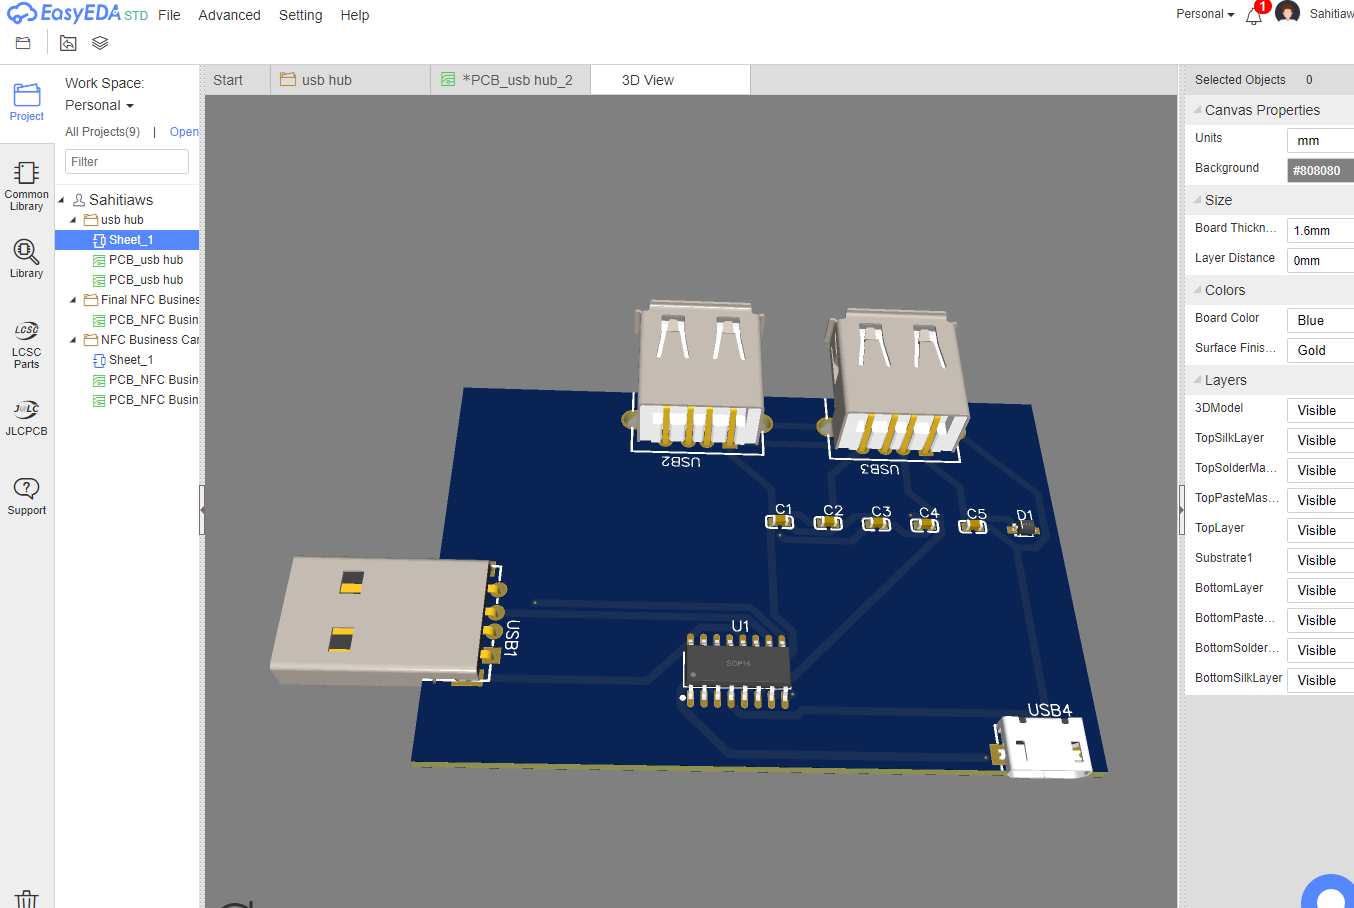 EasyEDA STD File Advanced Setting Help
Personal
1
Sahitiaw
Start
usb hub
*PCB_usb hub_2
3D View
Project
Common
Library
Library
LCSC
LCSC
Parts
J@LC
JLCPCB
Support
Work Space:
Personal
All Projects(9) | Open
Filter
Sahitiaws
usb hub
Sheet_1
PCB_usb hub
PCB_usb hub
Final NFC Business
PCB_NFC Busin
NFC Business Car
Sheet_1
PCB_NFC Busin
PCB_NFC Busin
USB2
USB3
C1 C2 C3 C4 C5 D1
USB1
U1
SOP16
USB4
Selected Objects 0
Canvas Properties
Units mm
Background #808080
Size
Board Thickn... 1.6mm
Layer Distance 0mm
Colors
Board Color Blue
Surface Finis... Gold
Layers
3DModel Visible
TopSilkLayer Visible
TopSolderMa... Visible
TopPasteMas... Visible
TopLayer Visible
Substrate1 Visible
BottomLayer Visible
BottomPaste... Visible
BottomSolder... Visible
BottomSilkLayer Visible